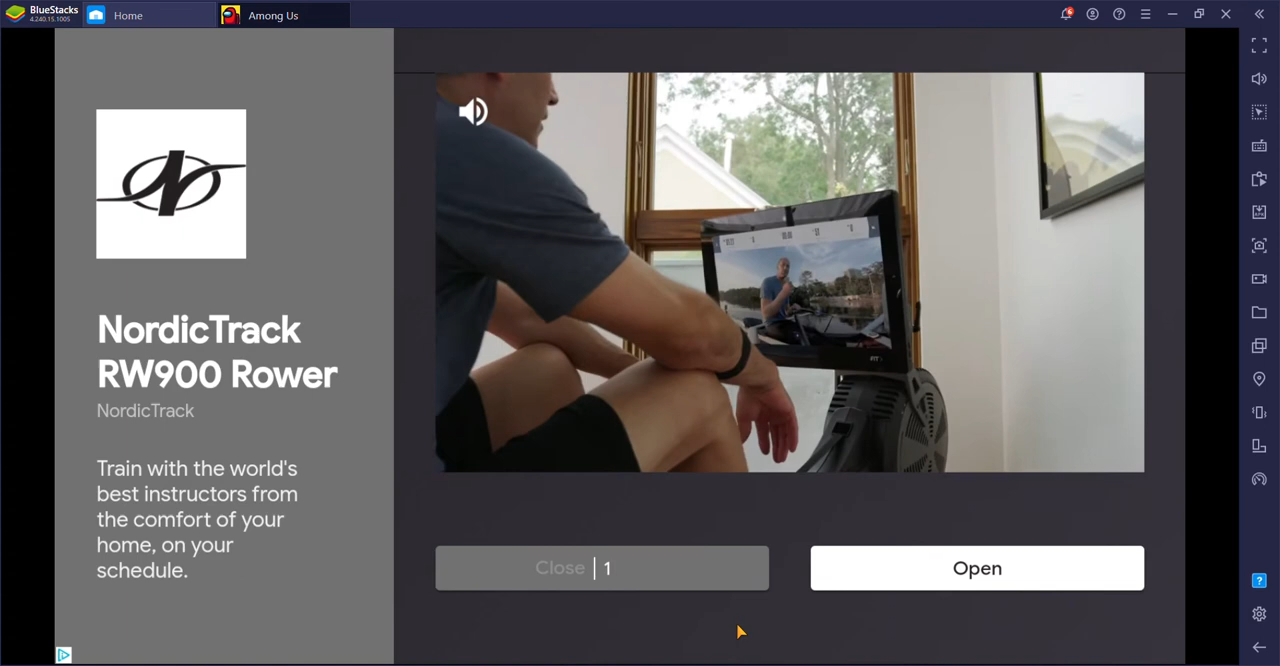 BlueStacks
4.240.15.1005
Home
Among Us
6
NordicTrack
RW900 Rower
NordicTrack
Train with the world's
best instructors from
the comfort of your
home, on your
schedule.
Close | 1
Open